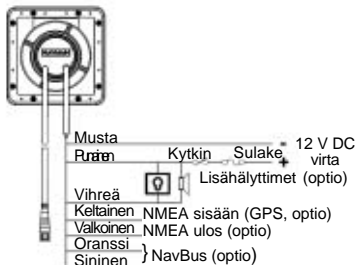 Musta
- 12 V DC
Punainen Kytkin Sulake + virta
Lisähälyttimet (optio)
Vihreä
Keltainen NMEA sisään (GPS, optio)
Valkoinen NMEA ulos (optio)
Oranssi
Sininen } NavBus (optio)